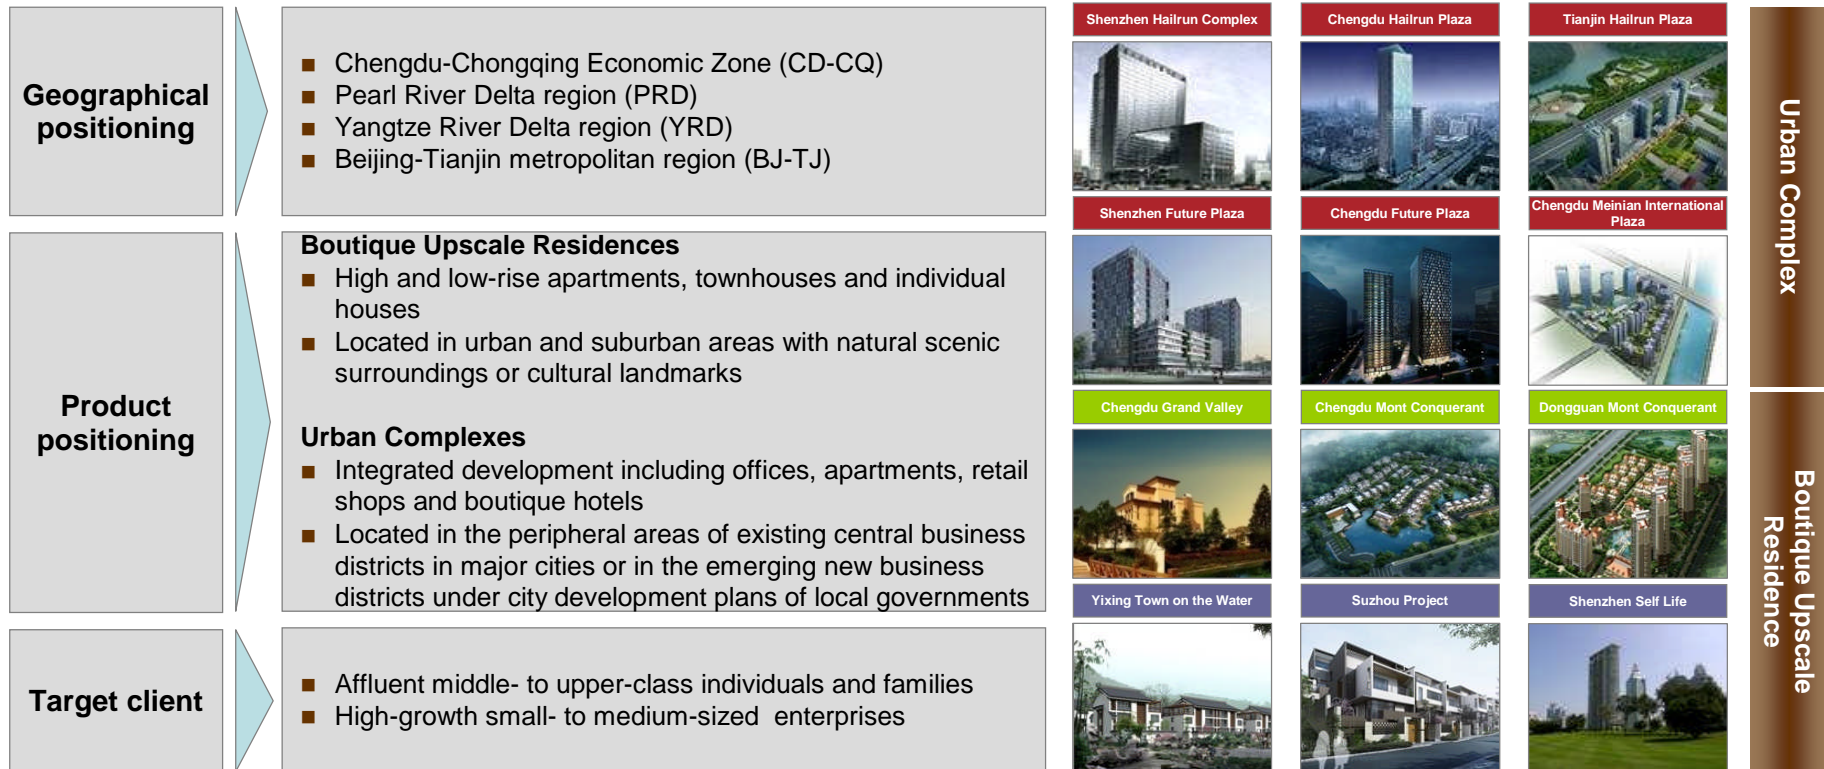 Geographical
positioning
■ Chengdu-Chongqing Economic Zone (CD-CQ)
■ Pearl River Delta region (PRD)
■ Yangtze River Delta region (YRD)
■ Beijing-Tianjin metropolitan region (BJ-TJ)
Product
positioning
Boutique Upscale Residences
■ High and low-rise apartments, townhouses and individual
houses
■ Located in urban and suburban areas with natural scenic
surroundings or cultural landmarks
Urban Complexes
■ Integrated development including offices, apartments, retail
shops and boutique hotels
■ Located in the peripheral areas of existing central business
districts in major cities or in the emerging new business
districts under city development plans of local governments
Target client
■ Affluent middle- to upper-class individuals and families
■ High-growth small- to medium-sized enterprises
Shenzhen Hailrun Complex
Chengdu Hailrun Plaza
Tianjin Hailrun Plaza
Shenzhen Future Plaza
Chengdu Future Plaza
Chengdu Meinian International
Plaza
Urban Complex
Chengdu Grand Valley
Chengdu Mont Conquerant
Dongguan Mont Conquerant
Yixing Town on the Water
Suzhou Project
Shenzhen Self Life
Boutique Upscale
Residence